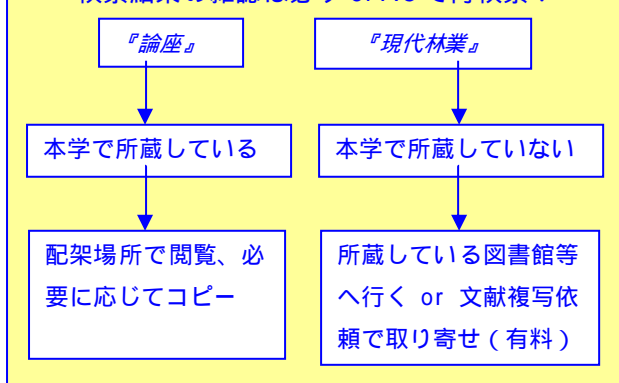 『論座』
『現代林業』
本学で所蔵している
本学で所蔵していない
配架場所で閲覧、必
要に応じてコピー
所蔵している図書館等
へ行く or 文献複写依
頼で取り寄せ(有料)